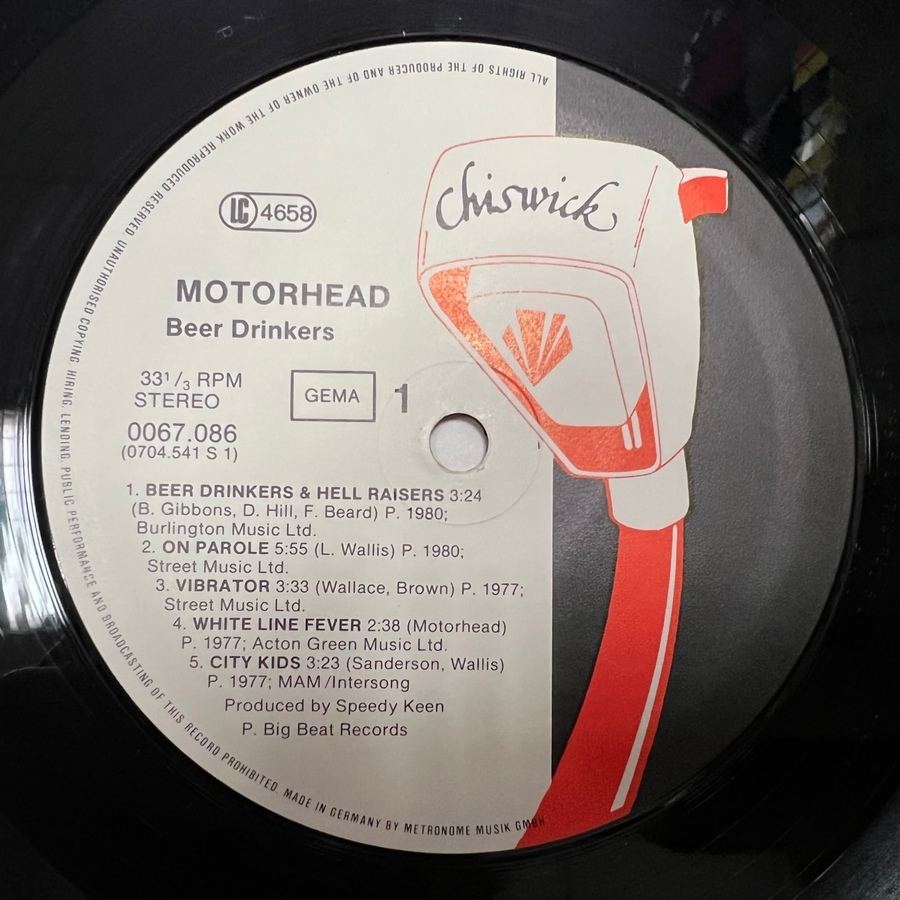 ALL RIGHTS OF THE PRODUCER AND OF THE OWNER OF THE WORK REPRODUCED RESERVED. UNAUTHORISED COPYING, HIRING, LENDING, PUBLIC PERFORMANCE AND BROADCASTING OF THIS RECORD PROHIBITED. MADE IN GERMANY BY METRONOME MUSIK GMBH
chiswick
LC 4658
MOTORHEAD
Beer Drinkers
33 1/3 RPM
STEREO
GEMA
1
0067.086
(0704.541 S 1)
1. BEER DRINKERS & HELL RAISERS 3:24
(B. Gibbons, D. Hill, F. Beard) P. 1980;
Burlington Music Ltd.
2. ON PAROLE 5:55 (L. Wallis) P. 1980;
Street Music Ltd.
3. VIBRATOR 3:33 (Wallace, Brown) P. 1977;
Street Music Ltd.
4. WHITE LINE FEVER 2:38 (Motorhead)
P. 1977; Acton Green Music Ltd.
5. CITY KIDS 3:23 (Sanderson, Wallis)
P. 1977; MAM/Intersong
Produced by Speedy Keen
P. Big Beat Records